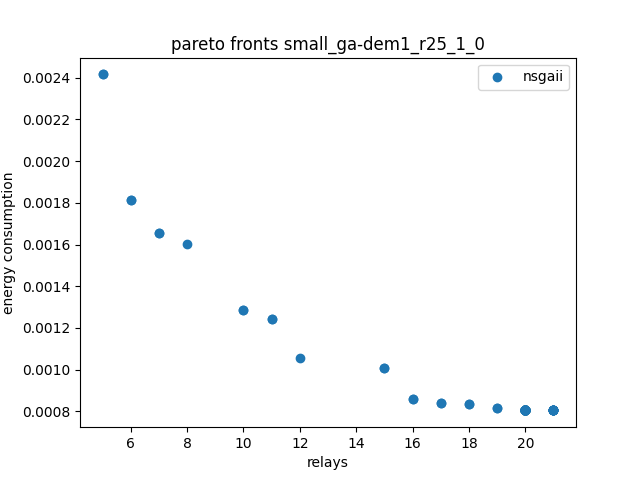 pareto fronts small_ga-dem1_r25_1_0
nsgaii
0.0024
0.0022
0.0020
0.0018
0.0016
0.0014
0.0012
0.0010
0.0008
energy consumption
6 8 10 12 14 16 18 20
relays